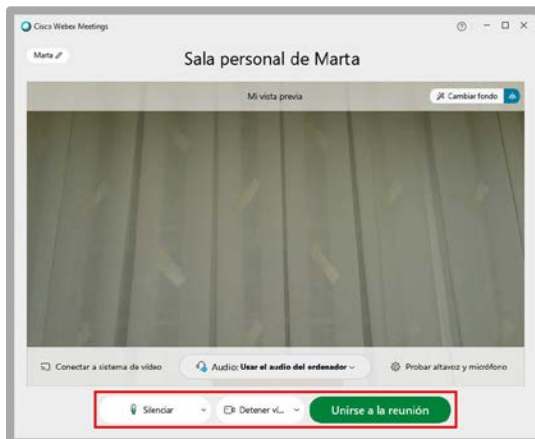 Cisco Webex Meetings
Marta
Sala personal de Marta
Mi vista previa
Cambiar fondo
Conectar a sistema de vídeo
Audio: Usar el audio del ordenador
Probar altavoz y micrófono
Silenciar
Detener ví...
Unirse a la reunión